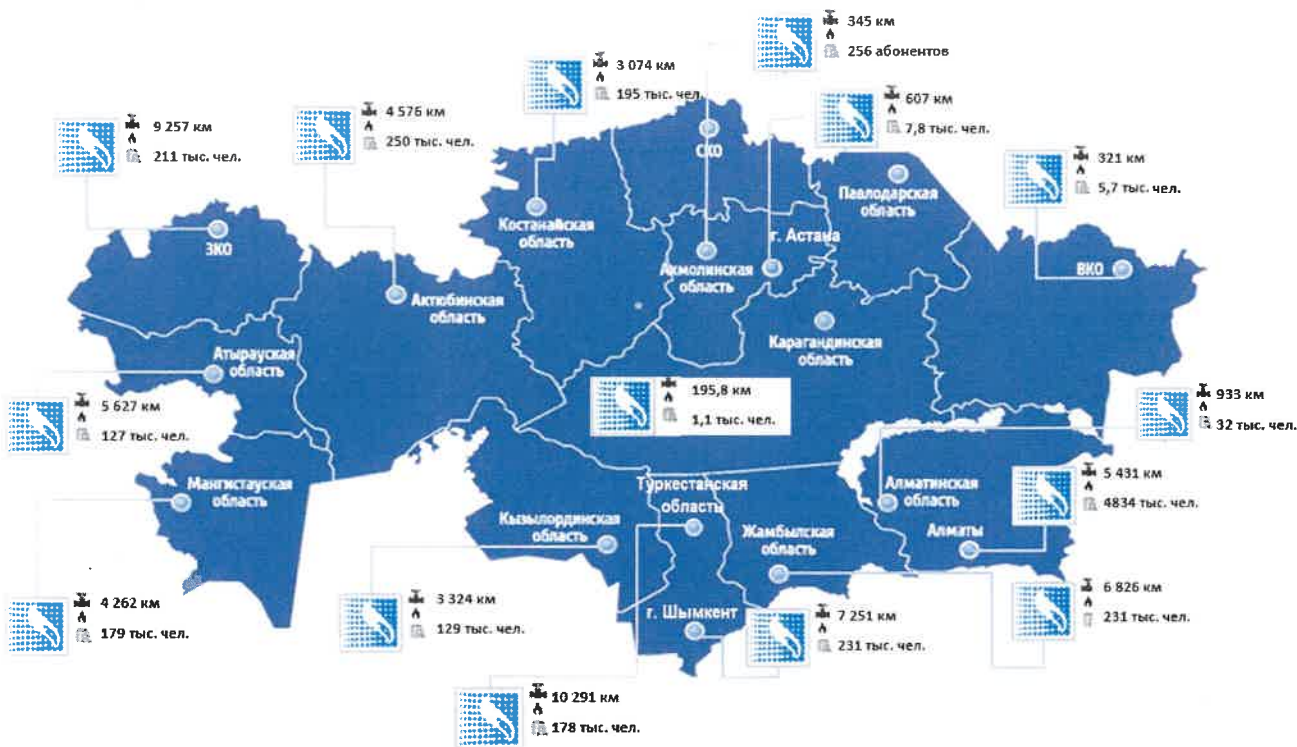 345 км
256 абонентов
3 074 км
195 тыс. чел.
4 576 км
250 тыс. чел.
607 км
7,8 тыс. чел.
9 257 км
211 тыс. чел.
321 км
5,7 тыс. чел.
СКО
Павлодарская
область
Костанайская
область
г. Астана
ЗКО
Акмолинская
область
ВКО
Актюбинская
область
Карагандинская
область
Атырауская
область
195,8 км
1,1 тыс. чел.
933 км
32 тыс. чел.
5 627 км
127 тыс. чел.
5 431 км
4834 тыс. чел.
Мангистауская
область
Туркестанская
область
Алматинская
область
Кызылординская
область
Жамбылская
область
Алматы
4 262 км
179 тыс. чел.
3 324 км
129 тыс. чел.
г. Шымкент
7 251 км
231 тыс. чел.
6 826 км
231 тыс. чел.
10 291 км
178 тыс. чел.